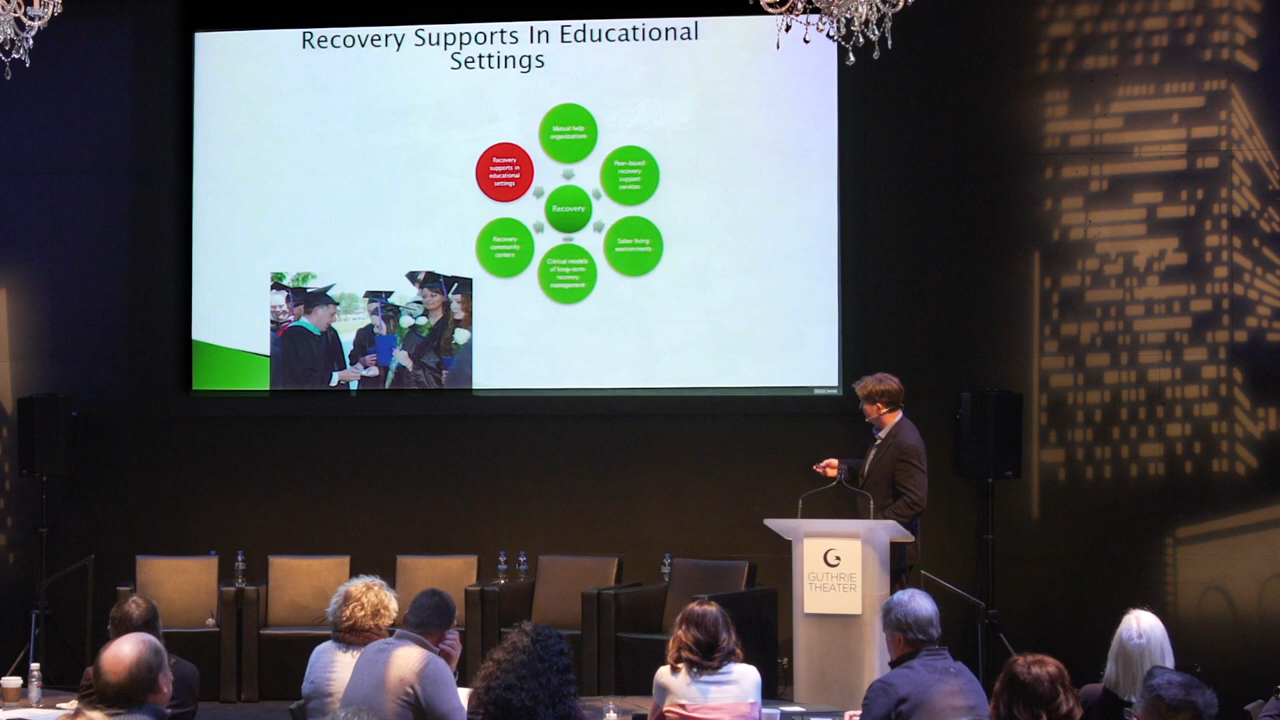 Recovery Supports In Educational
Settings
Mutual help
organizations
Recovery
supports in
educational
settings
Peer-based
recovery
support
services
Recovery
Recovery
community
centers
Sober living
environments
Clinical models
of long-term
recovery
management
GUTHRIE
THEATER